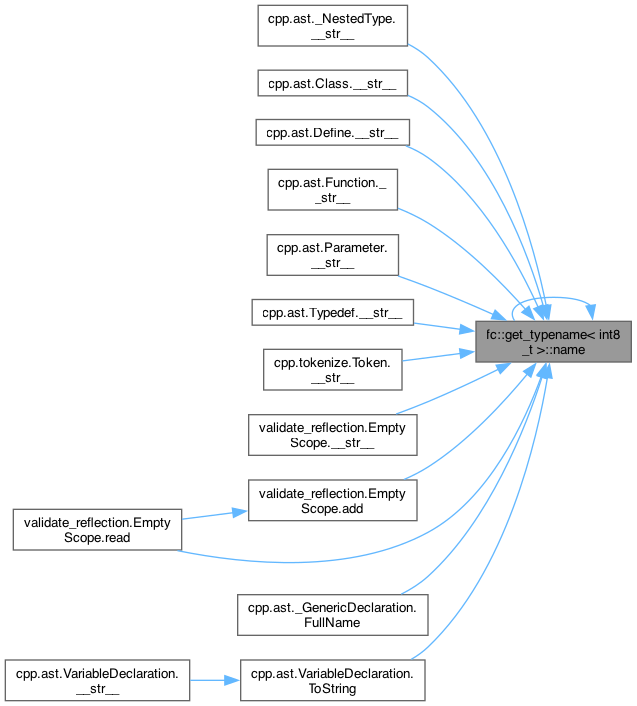 cpp.ast._NestedType.
__str__
cpp.ast.Class.__str__
cpp.ast.Define.__str__
cpp.ast.Function._
_str__
cpp.ast.Parameter.
__str__
cpp.ast.Typedef.__str__
fc::get_typename< int8
_t >::name
cpp.tokenize.Token.
__str__
validate_reflection.Empty
Scope.__str__
validate_reflection.Empty
Scope.add
validate_reflection.Empty
Scope.read
cpp.ast._GenericDeclaration.
FullName
cpp.ast.VariableDeclaration.
__str__
cpp.ast.VariableDeclaration.
ToString